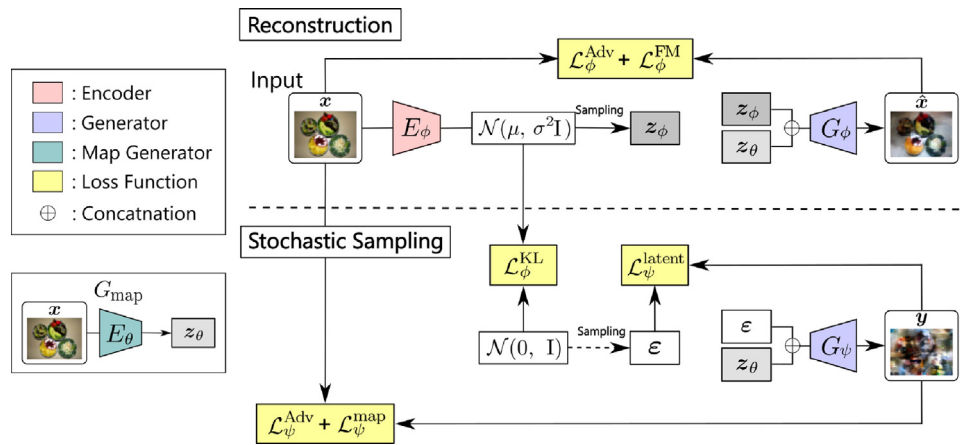 Reconstruction
Input
x
E_ϕ
N(μ, σ²I)
Sampling
z_ϕ
L_ϕ^Adv + L_ϕ^FM
z_ϕ
z_θ
G_ϕ
x̂
: Encoder
: Generator
: Map Generator
: Loss Function
⊕ : Concatnation
Stochastic Sampling
L_ϕ^KL
L_ψ^latent
N(0, I)
Sampling
ε
ε
z_θ
G_ψ
y
L_ψ^Adv + L_ψ^map
G_map
x
E_θ
z_θ